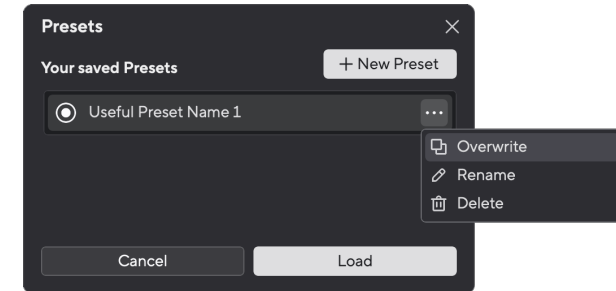 Presets
Your saved Presets
+ New Preset
Useful Preset Name 1
Overwrite
Rename
Delete
Cancel
Load